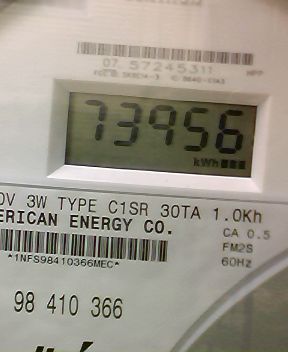 07 57245311
73956
kWh
0V 3W TYPE C1SR 30TA 1.0Kh
ERICAN ENERGY CO.
CA 0.5
FM2S
*1NFS98410366MEC*
60Hz
98 410 366